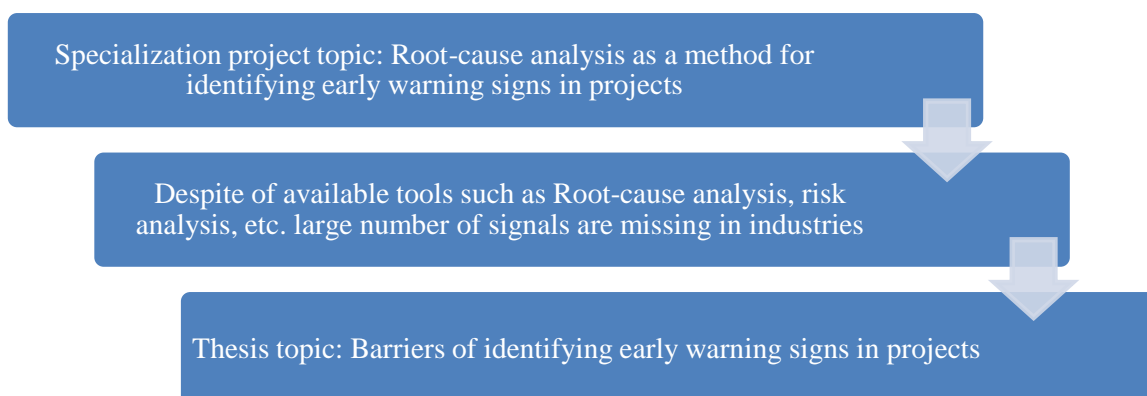 Specialization project topic: Root-cause analysis as a method for
identifying early warning signs in projects
Despite of available tools such as Root-cause analysis, risk
analysis, etc. large number of signals are missing in industries
Thesis topic: Barriers of identifying early warning signs in projects